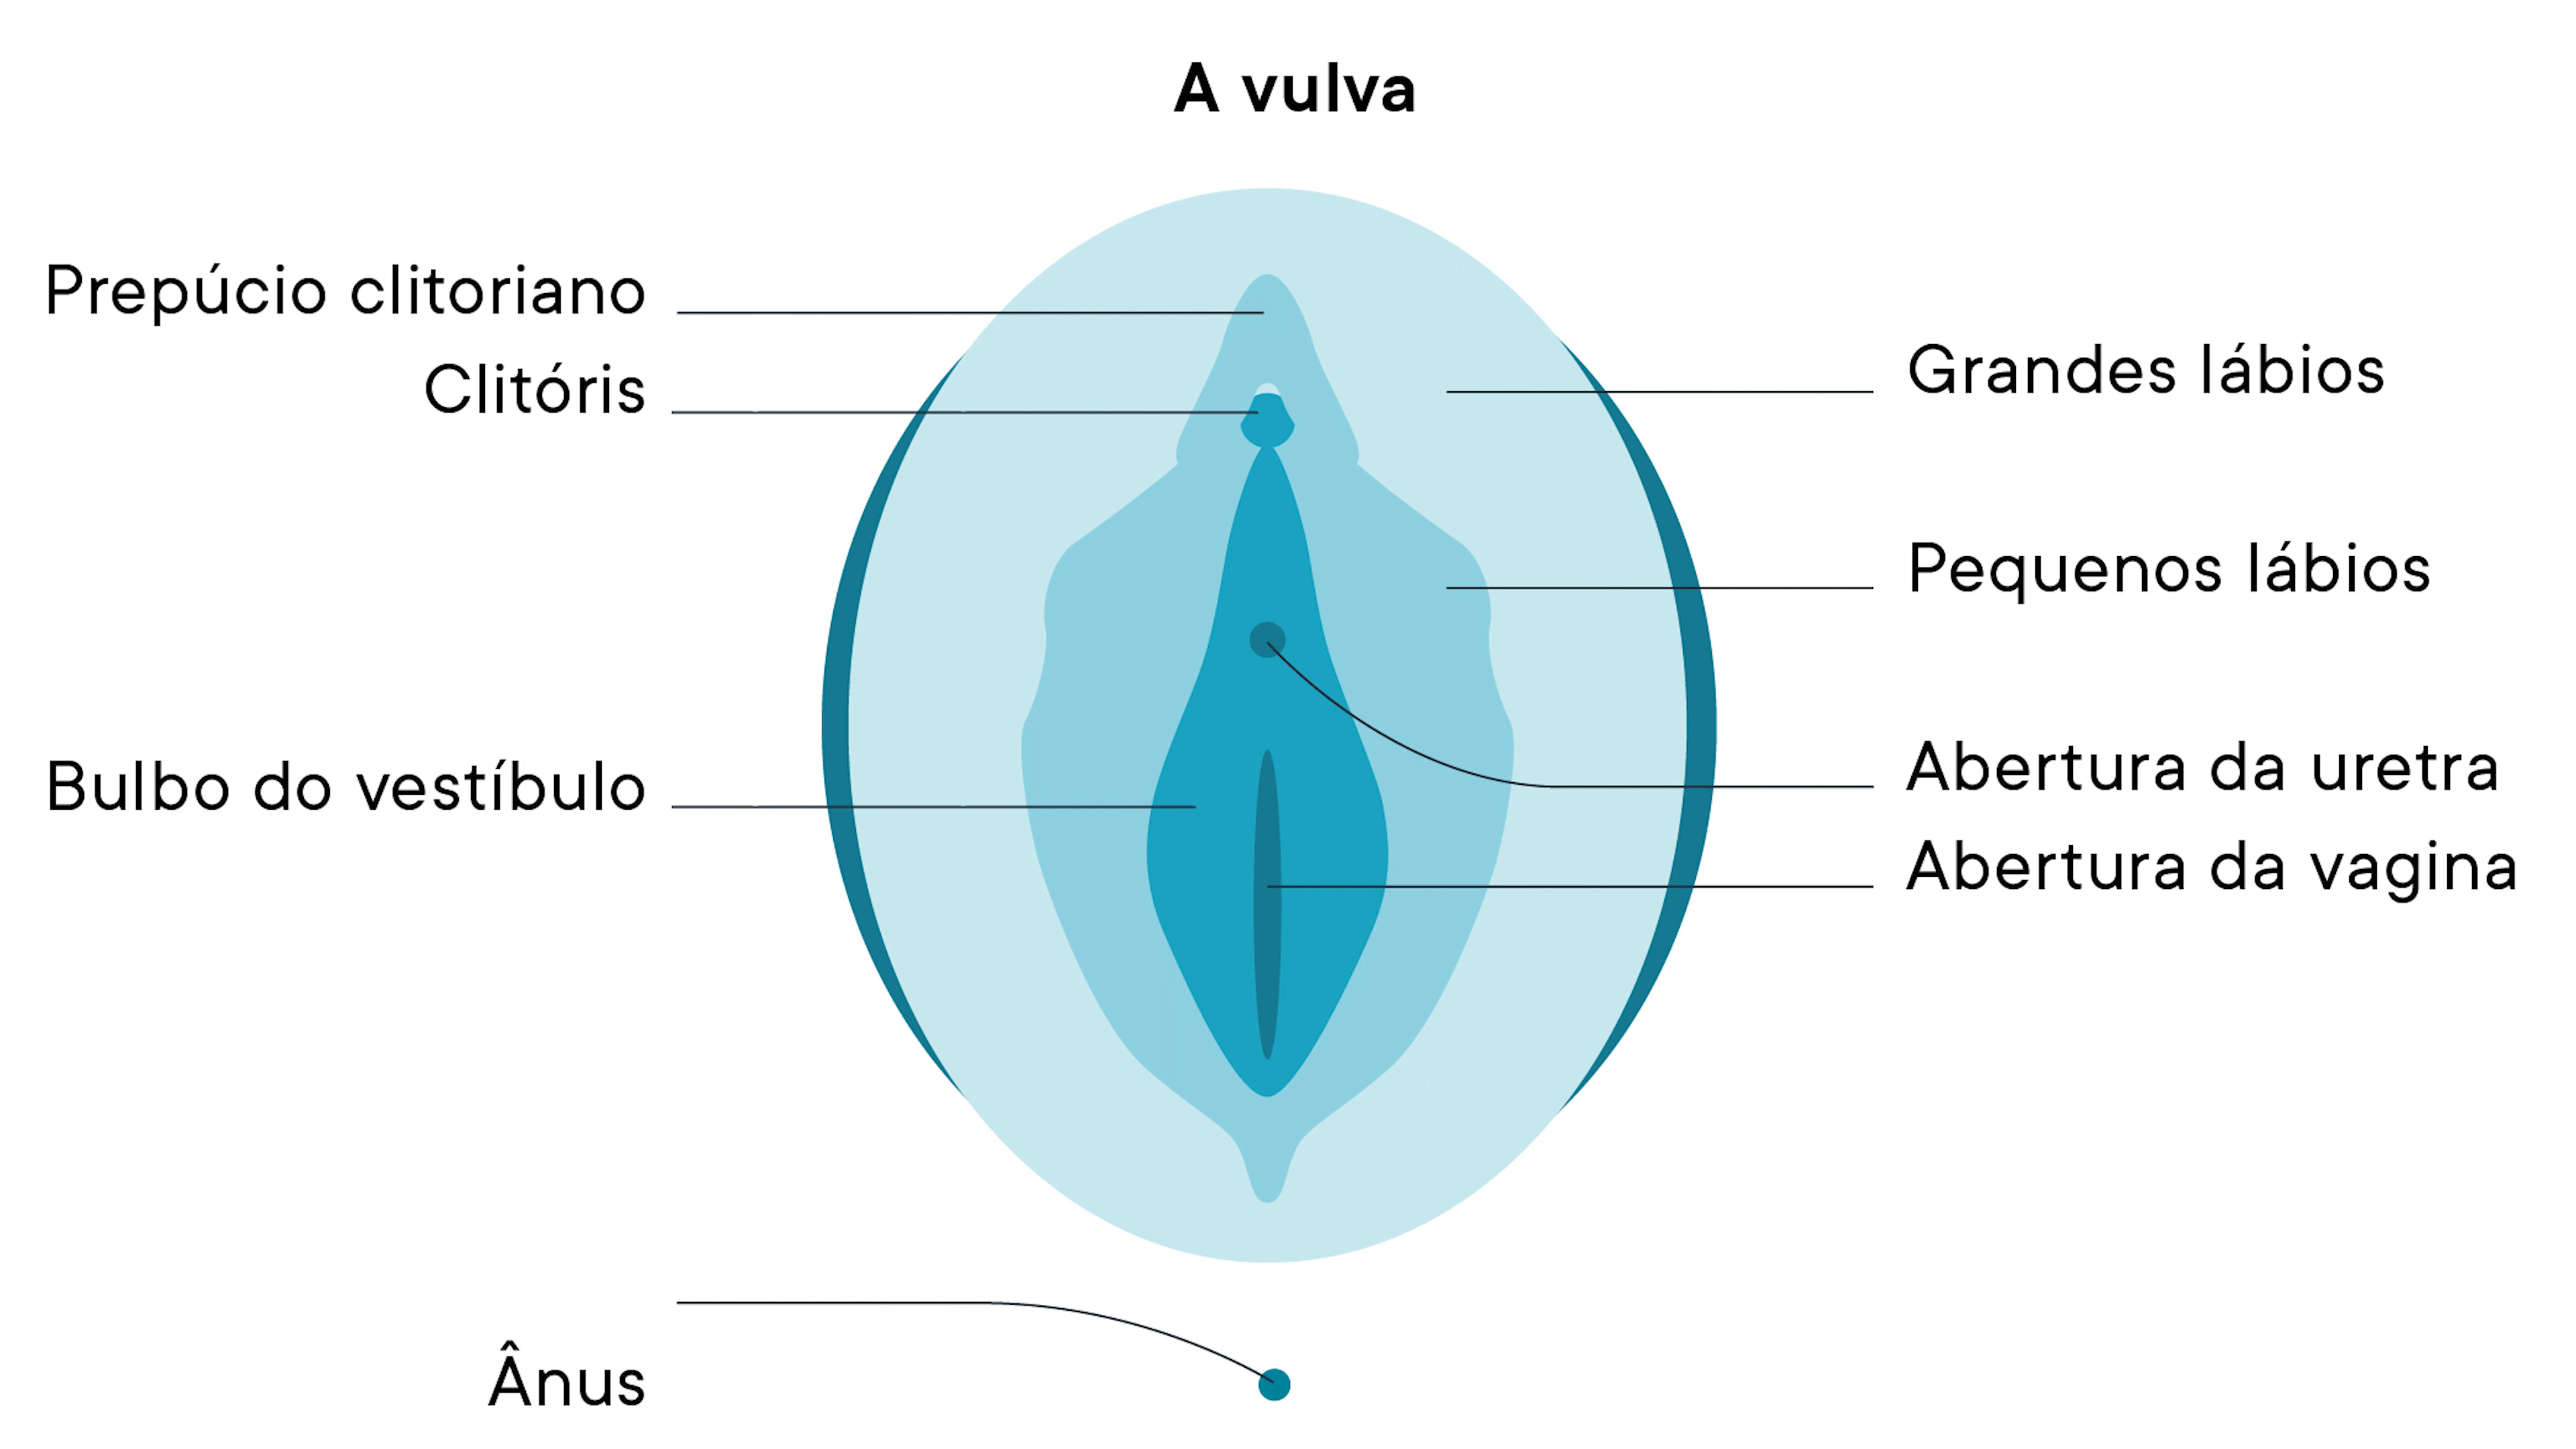 A vulva
Prepúcio clitoriano
Clitóris
Bulbo do vestíbulo
Ânus
Grandes lábios
Pequenos lábios
Abertura da uretra
Abertura da vagina